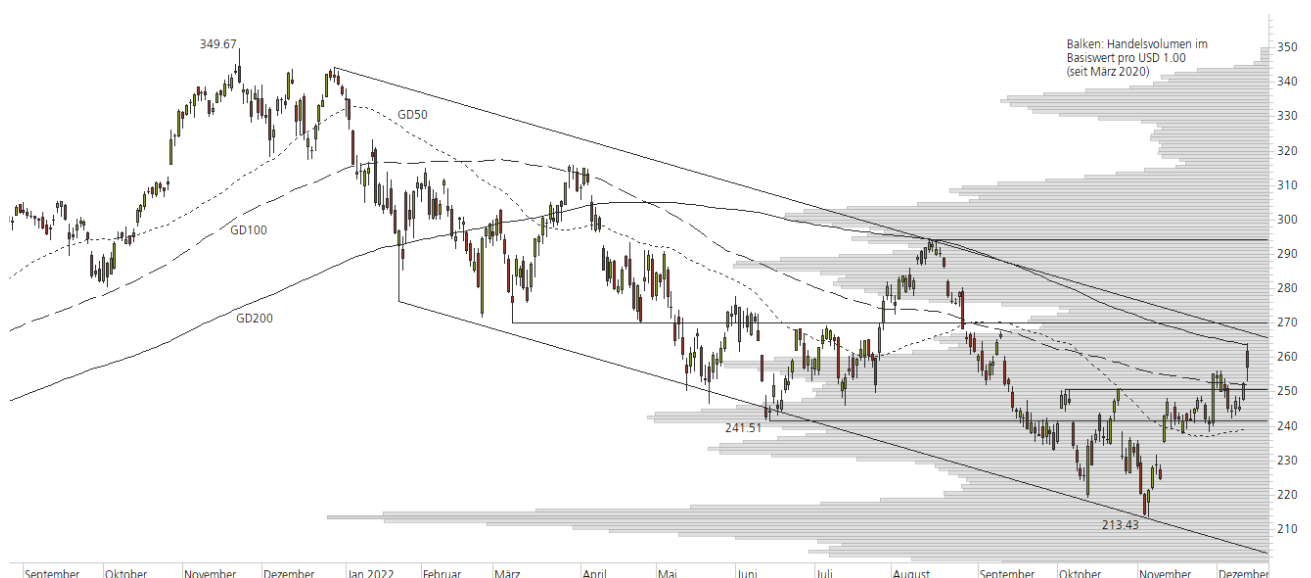 349.67
GD50
GD100
GD200
241.51
213.43
Balken: Handelsvolumen im
Basiswert pro USD 1.00
(seit März 2020)
350
340
330
320
310
300
290
280
270
260
250
240
230
220
210
September Oktober November Dezember Jan 2022 Februar März April Mai Juni Juli August September Oktober November Dezember